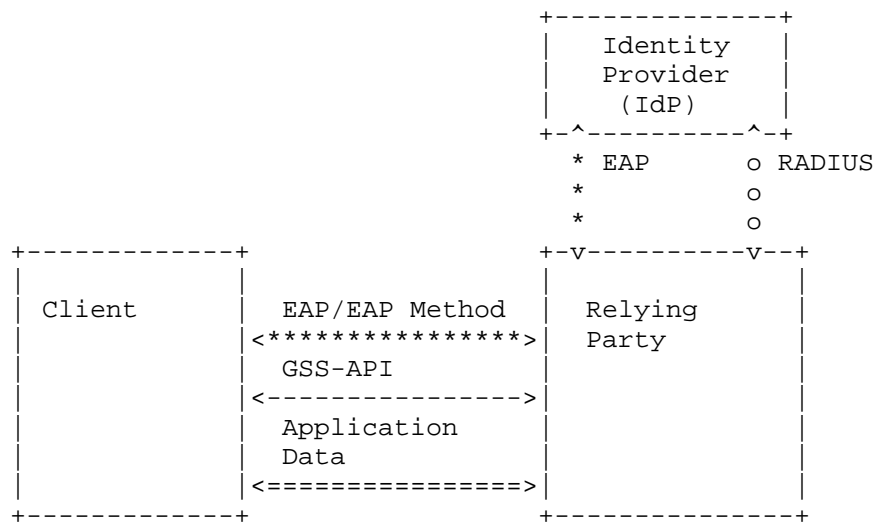 Identity
Provider
(IdP)
EAP
RADIUS
Client
EAP/EAP Method
Relying
Party
GSS-API
Application
Data